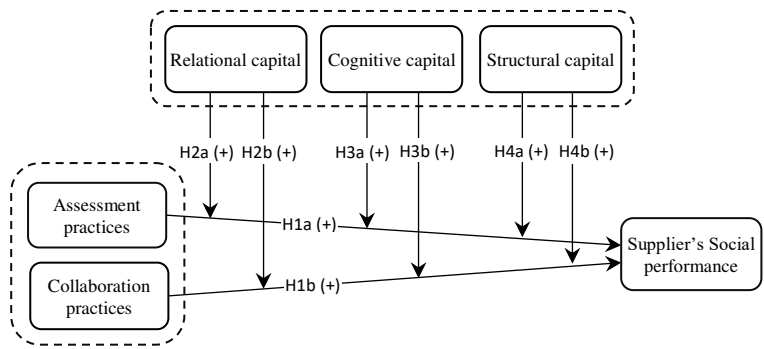 Relational capital
Cognitive capital
Structural capital
H2a (+)
H2b (+)
H3a (+)
H3b (+)
H4a (+)
H4b (+)
Assessment
practices
H1a (+)
Supplier's Social
performance
Collaboration
practices
H1b (+)